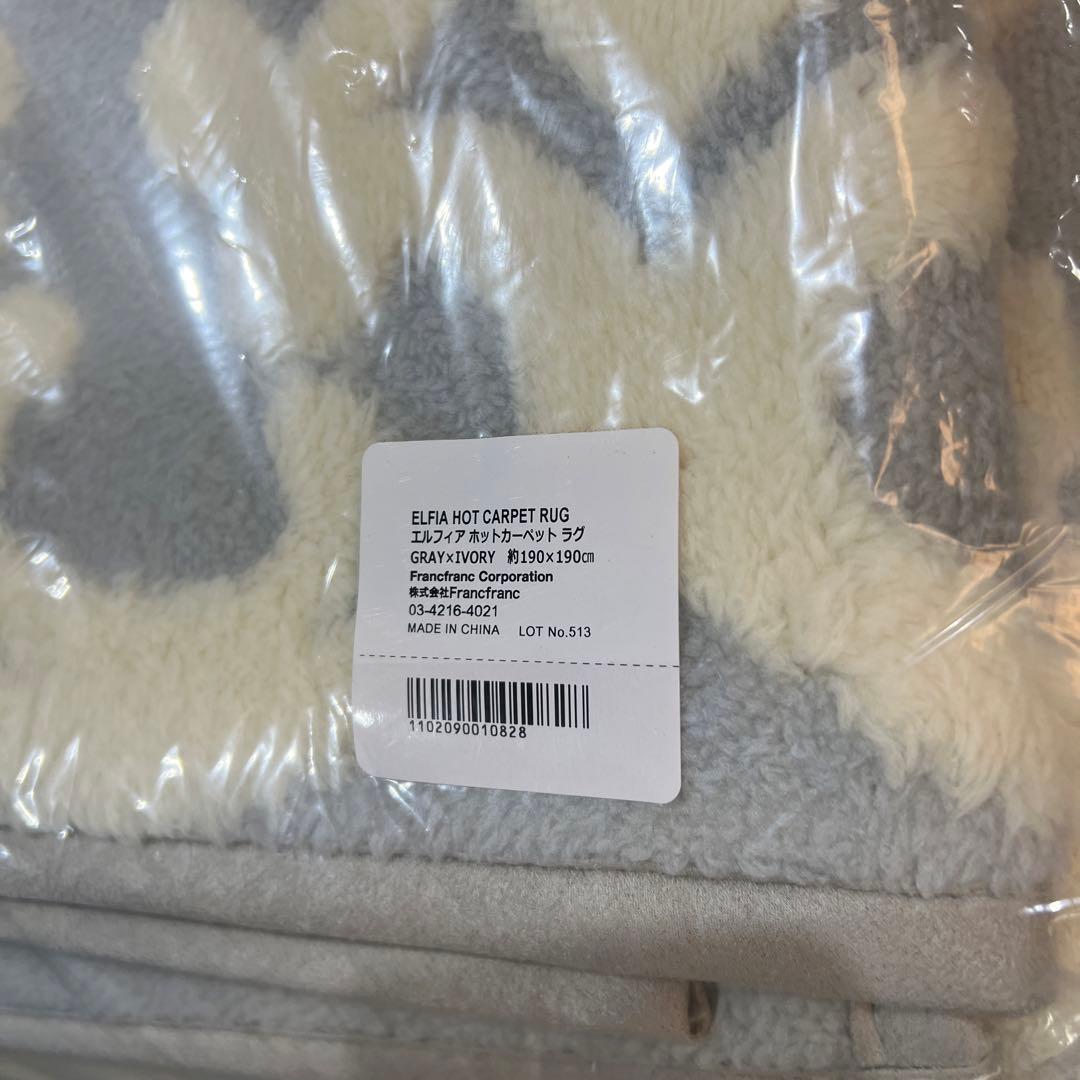 ELFIA HOT CARPET RUG
エルフィア ホットカーペット ラグ
GRAY×IVORY 約190×190㎝
Francfranc Corporation
株式会社Francfranc
03-4216-4021
MADE IN CHINA LOT No.513
1102090010828